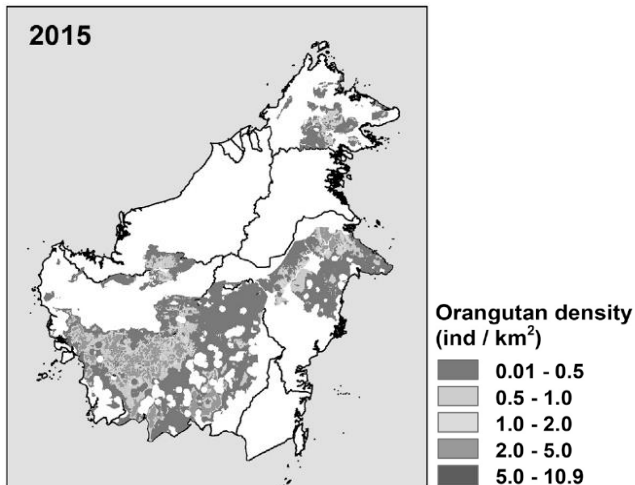 2015
Orangutan density
(ind / km²)
0.01 - 0.5
0.5 - 1.0
1.0 - 2.0
2.0 - 5.0
5.0 - 10.9